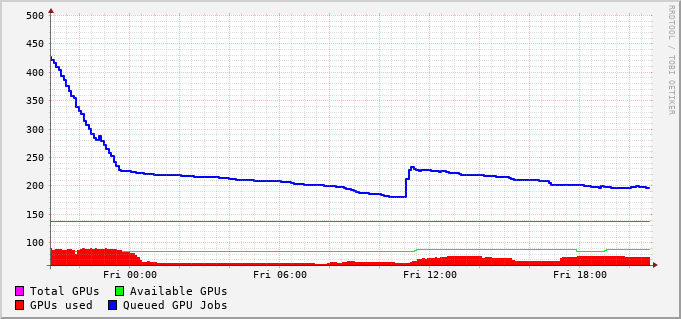 500
450
400
350
300
250
200
150
100
Fri 00:00 Fri 06:00 Fri 12:00 Fri 18:00
Total GPUs Available GPUs
GPUs used Queued GPU Jobs
RRDTOOL / TOBI OETIKER